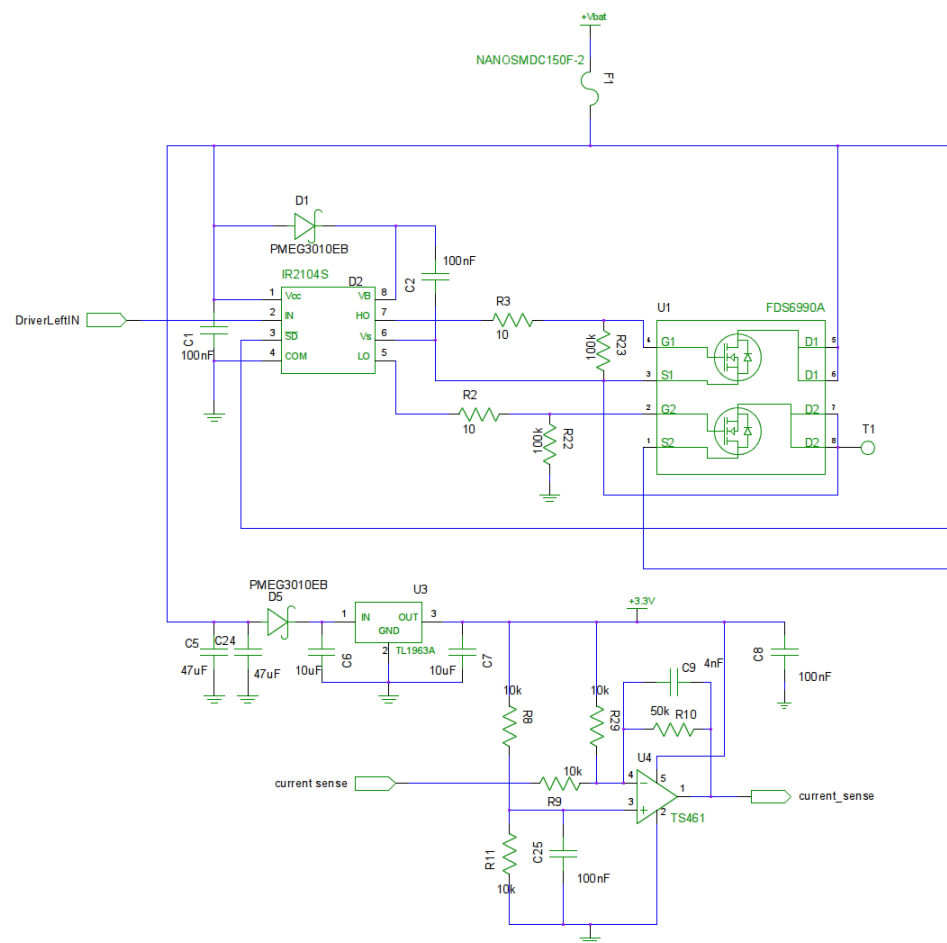 +Vbat
NANOSMDC150F-2
F1
D1
PMEG3010EB
100nF
C2
IR2104S
D2
1 Vcc VB 8
2 IN HO 7
3 SD Vs 6
4 COM LO 5
DriverLeftIN
C1
100nF
R3
10
R23
100k
R2
10
R22
100k
U1
FDS6990A
4 G1 D1 5
3 S1 D1 6
2 G2 D2 7
1 S2 D2 8
T1
PMEG3010EB
D5
U3
1 IN OUT 3
GND
2
TL1963A
C5
47uF
C24
47uF
10uF
C6
10uF
C7
+3.3V
C8
100nF
10k
R8
10k
R29
C9
4nF
50k
R10
U4
current sense
10k
R9
4
5
3
1
2
TS461
current_sense
R11
10k
C25
100nF